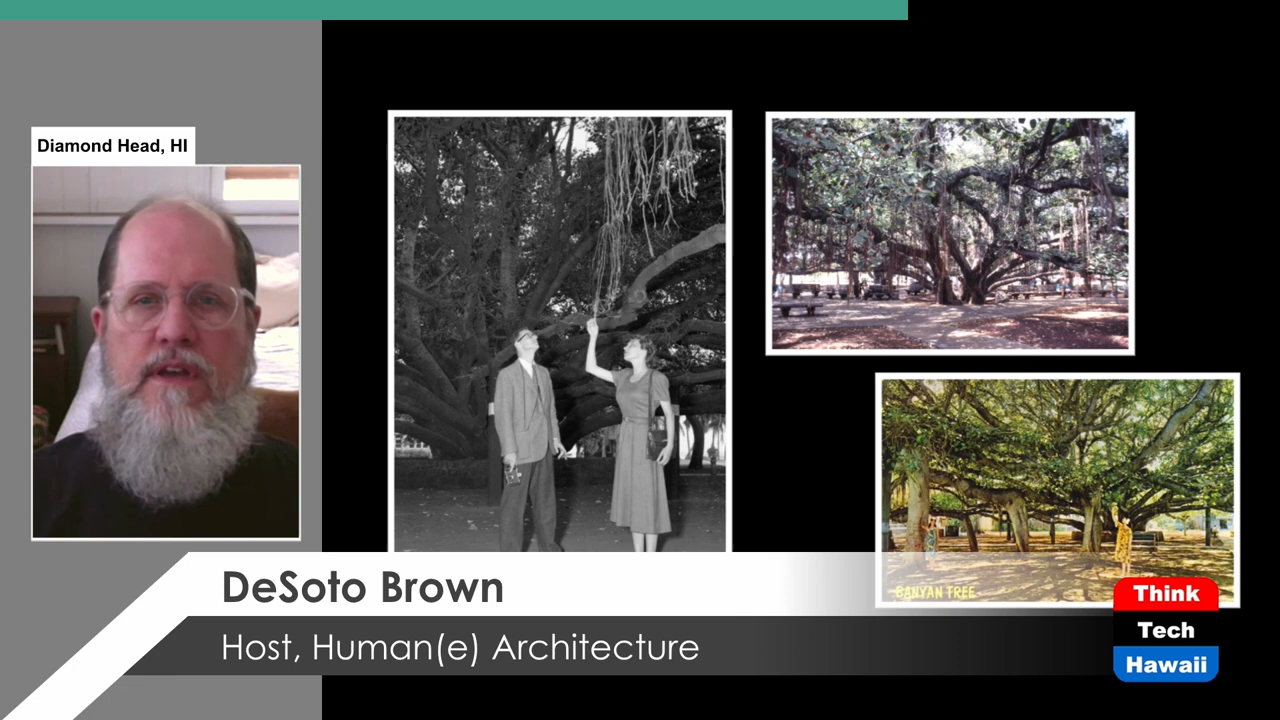 Diamond Head, HI
BANYAN TREE
DeSoto Brown
Host, Human(e) Architecture
Think
Tech
Hawaii